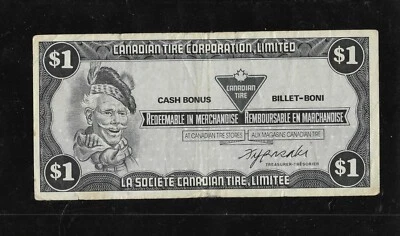 CANADIAN TIRE CORPORATION, LIMITED
$1 $1
CANADIAN
TIRE
CASH BONUS BILLET-BONI
REDEEMABLE IN MERCHANDISE REMBOURSABLE EN MARCHANDISE
AT CANADIAN TIRE STORES AUX MAGASINS CANADIAN TIRE
TREASURER-TRÉSORIER
$1 $1
LA SOCIÉTÉ CANADIAN TIRE, LIMITÉE